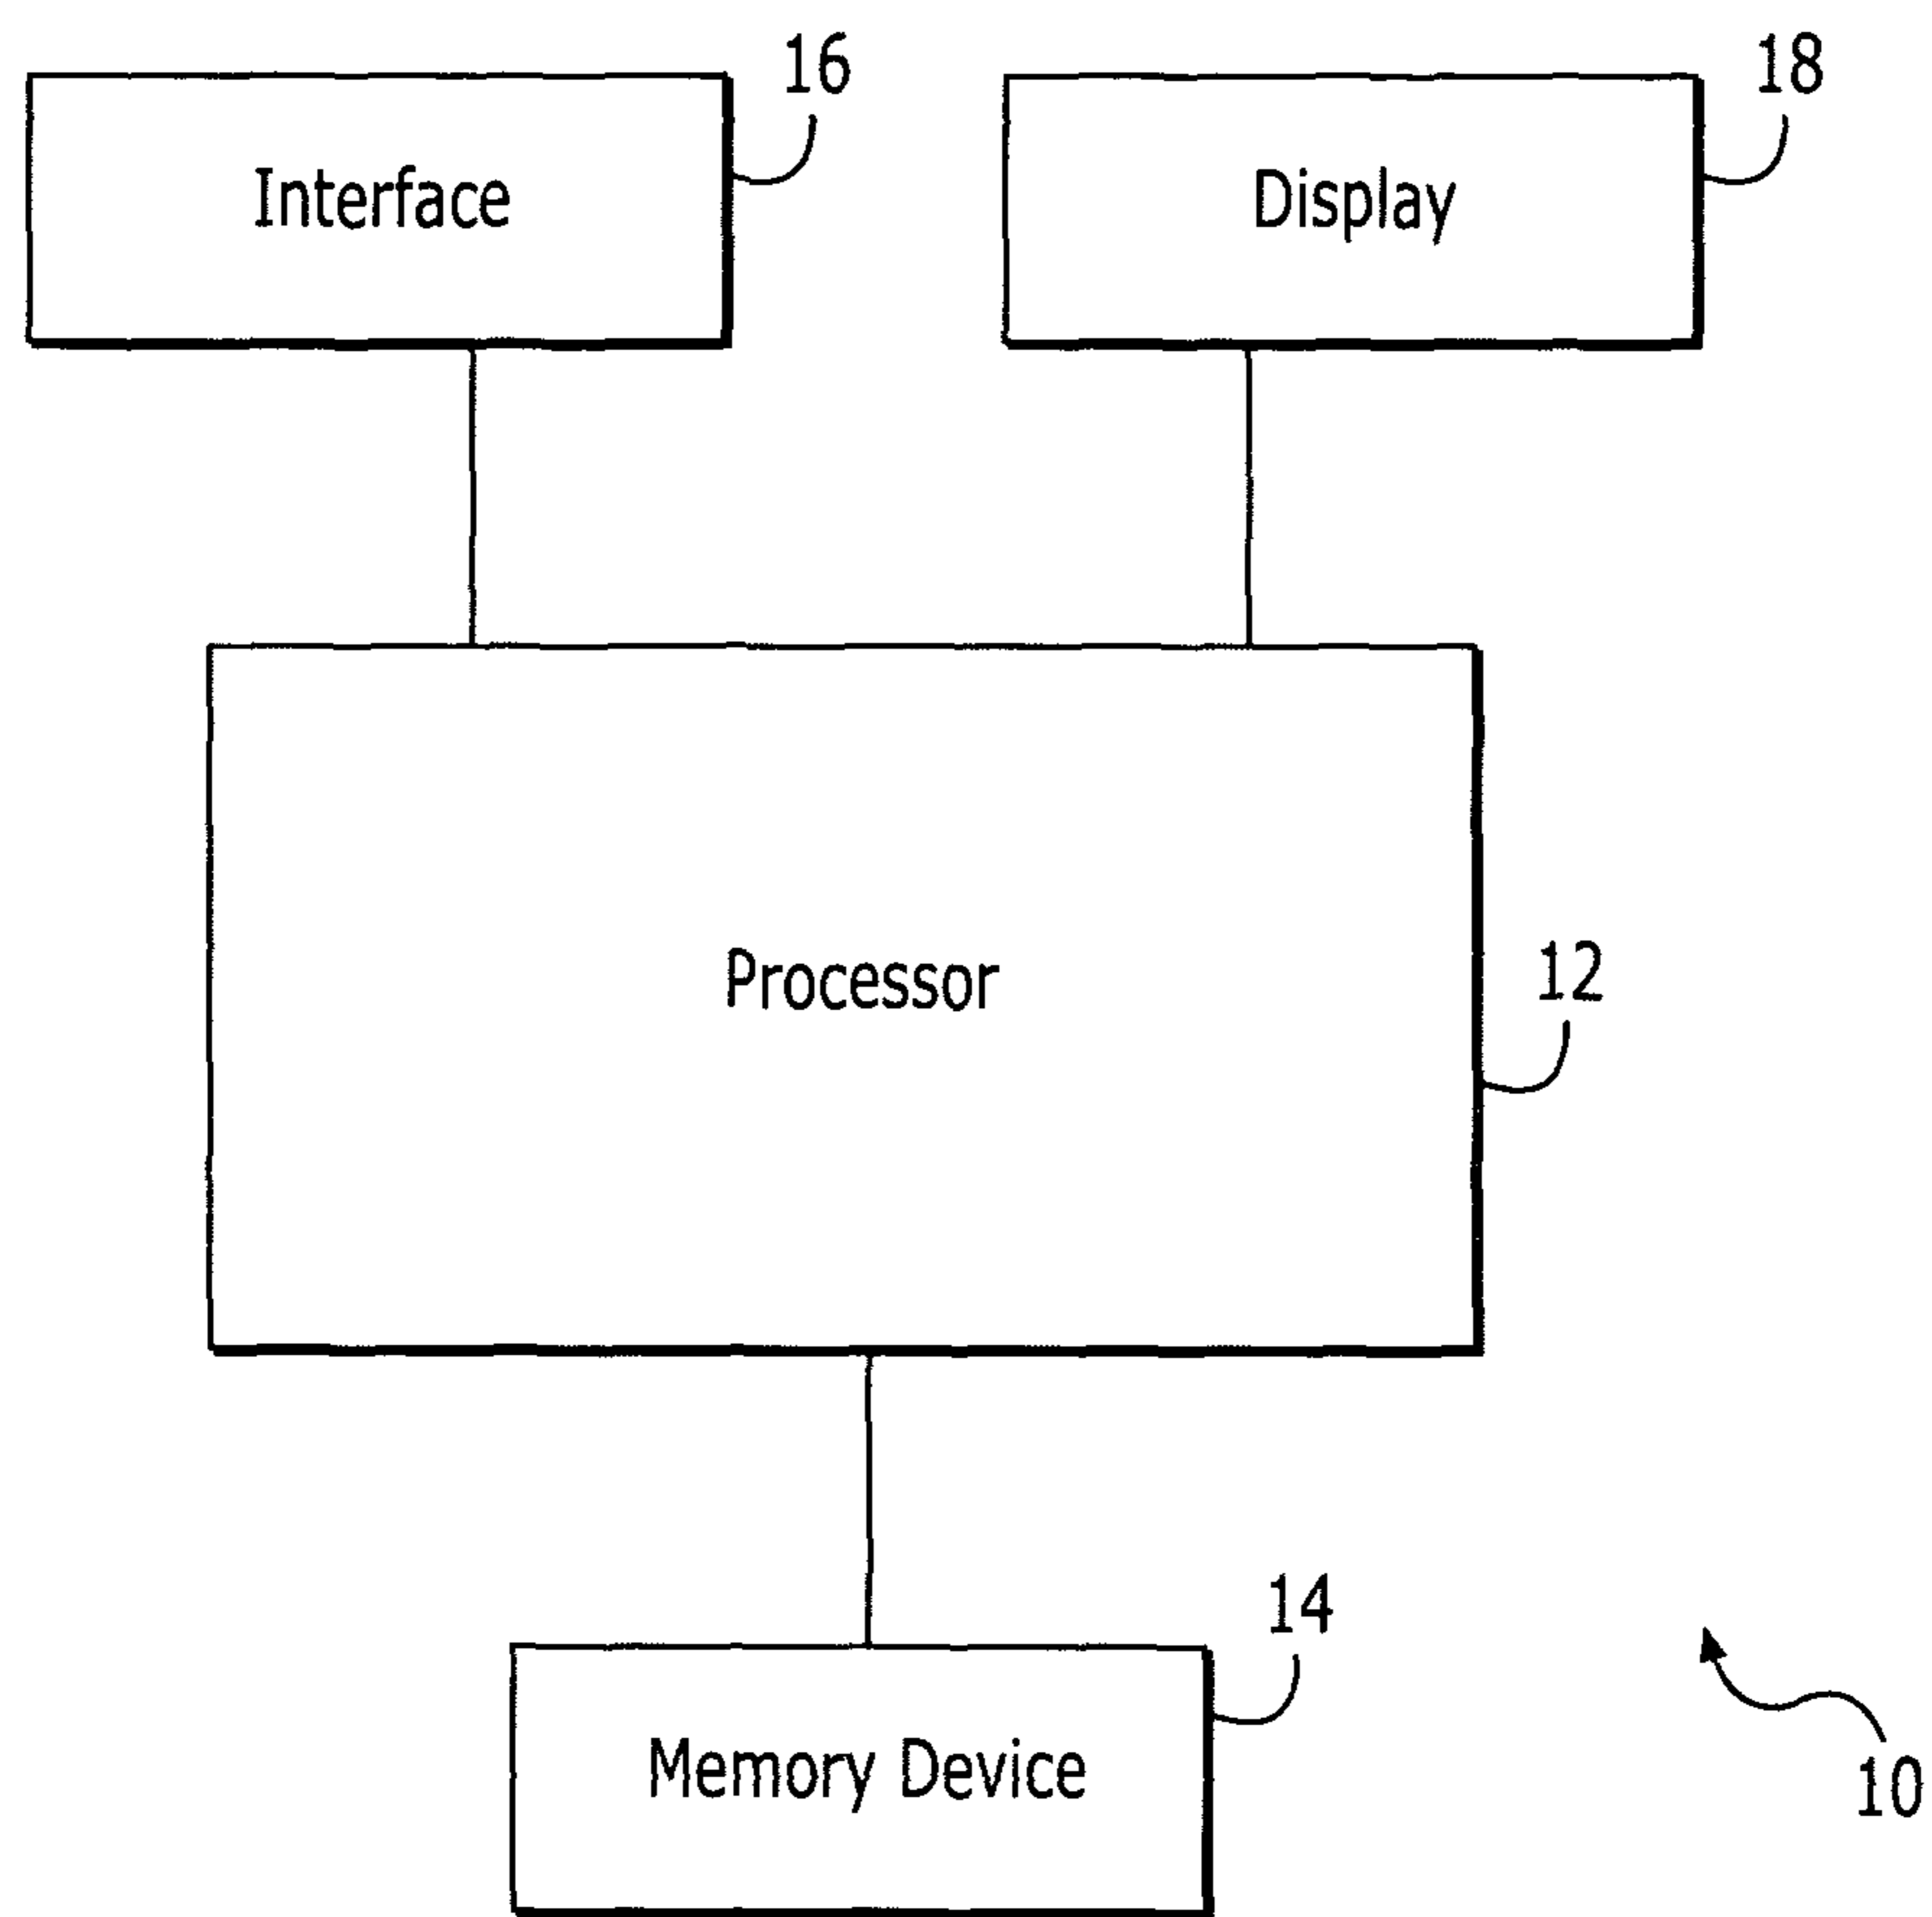 16
18
Interface
Display
Processor
12
14
Memory Device
10